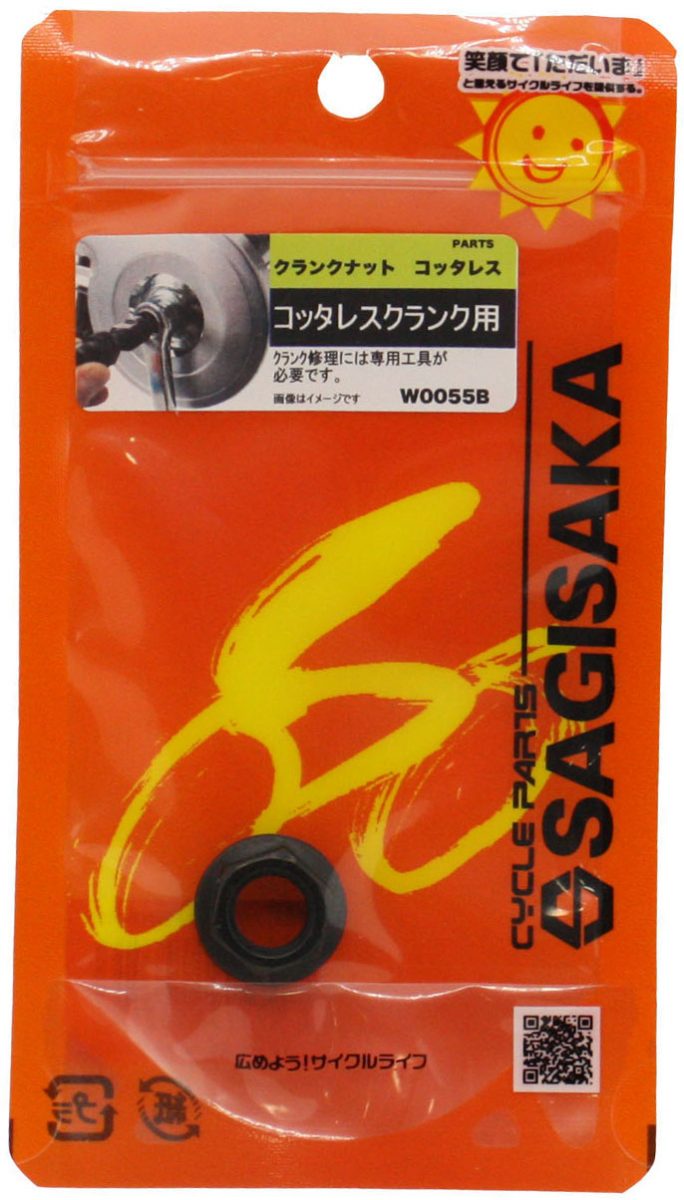 笑顔で「ただいま」
と言えるサイクルライフを提供する。
PARTS
クランクナット コッタレス
コッタレスクランク用
クランク修理には専用工具が
必要です。
画像はイメージです W0055B
CYCLE PARTS
SAGISAKA
広めよう!サイクルライフ
プラ
紙